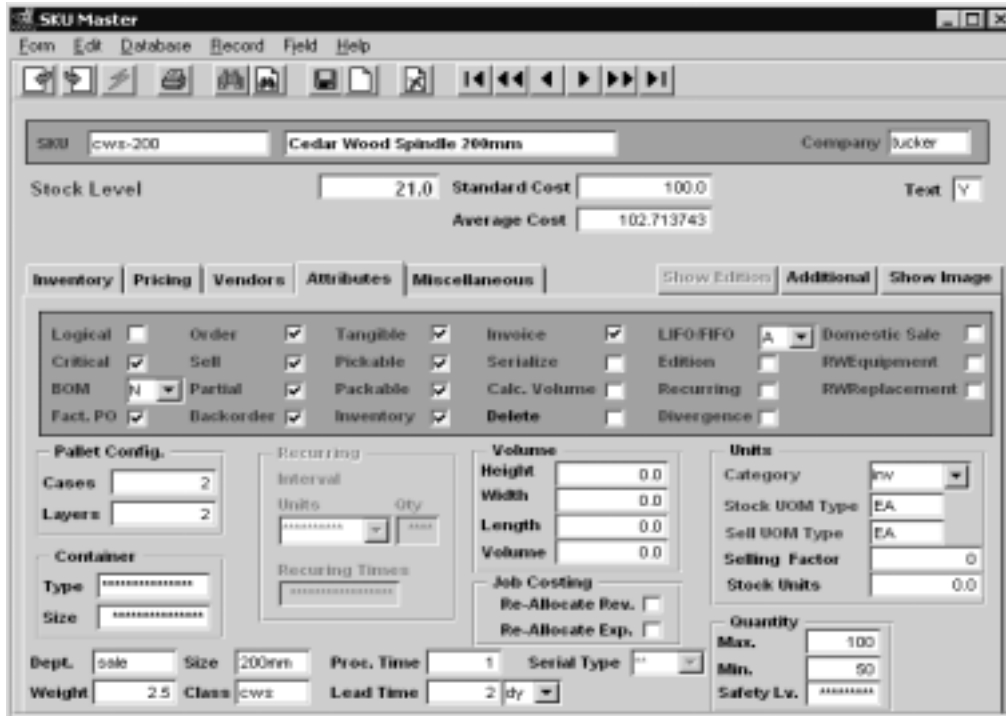 SKU Master
Form Edit Database Record Field Help
SKU cws-200 Cedar Wood Spindle 200mm Company tucker
Stock Level 21.0 Standard Cost 100.0 Text Y
Average Cost 102.713743
Inventory Pricing Vendors Attributes Miscellaneous Show Edition Additional Show Image
Logical Order Tangible Invoice LIFO/FIFO A Domestic Sale
Critical Sell Pickable Serialize Edition RWEquipment
BOM N Partial Packable Calc. Volume Recurring RWReplacement
Fact. PO Backorder Inventory Delete Divergence
Pallet Config. Recurring Volume Units
Cases 2 Interval Height 0.0 Category inv
Layers 2 Units Qty Width 0.0 Stock UOM Type EA
********** **** Length 0.0 Sell UOM Type EA
Container Volume 0.0 Selling Factor 0
Type *************** Recuring Times Job Costing Stock Units 0.0
Size *************** **************** Re-Allocate Rev.
Re-Allocate Exp. Quantity
Max. 100
Dept. sale Size 200mm Proc. Time 1 Serial Type ** Min. 50
Weight 2.5 Class cws Lead Time 2 dy Safety Lv. *********